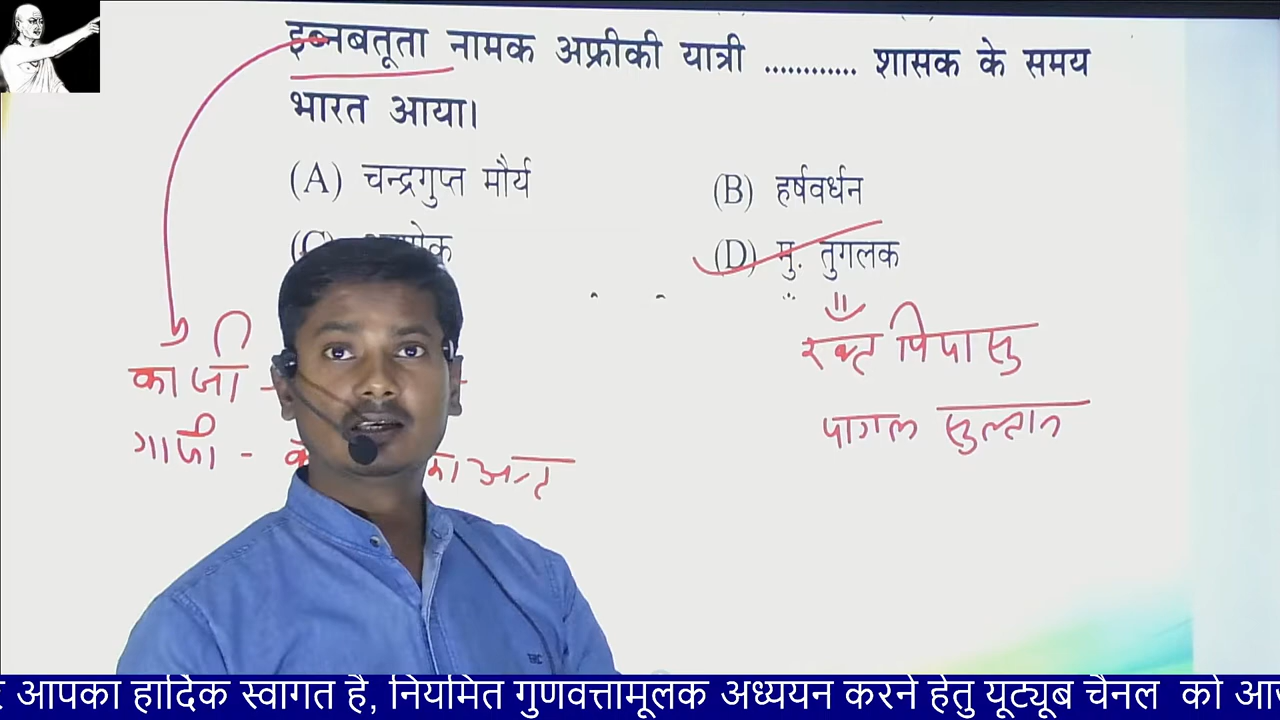 इब्नबतूता नामक अफ्रीकी यात्री ............ शासक के समय
भारत आया।
(A) चन्द्रगुप्त मौर्य
(B) हर्षवर्धन
(C)
(D) मु. तुगलक
रक्त पिपासु
पागल सुल्तान
काजी -
गाजी - का अन्त
आपका हार्दिक स्वागत है, नियमित गुणवत्तामूलक अध्ययन करने हेतु यूट्यूब चैनल को